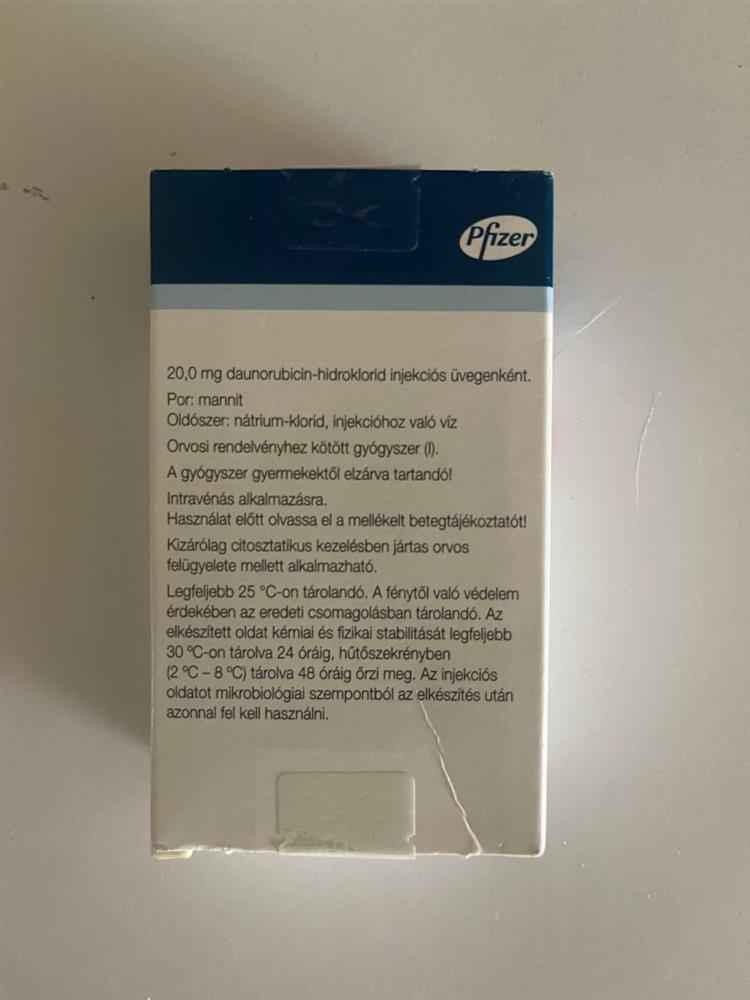 Pfizer
20,0 mg daunorubicin-hidroklorid injekciós üvegenként.
Por: mannit
Oldószer: nátrium-klorid, injekcióhoz való víz
Orvosi rendelvényhez kötött gyógyszer (I).
A gyógyszer gyermekektől elzárva tartandó!
Intravénás alkalmazásra.
Használat előtt olvassa el a mellékelt betegtájékoztatót!
Kizárólag citosztatikus kezelésben jártas orvos
felügyelete mellett alkalmazható.
Legfeljebb 25 °C-on tárolandó. A fénytől való védelem
érdekében az eredeti csomagolásban tárolandó. Az
elkészített oldat kémiai és fizikai stabilitását legfeljebb
30 ºC-on tárolva 24 óráig, hűtőszekrényben
(2 ºC – 8 ºC) tárolva 48 óráig őrzi meg. Az injekciós
oldatot mikrobiológiai szempontból az elkészítés után
azonnal fel kell használni.